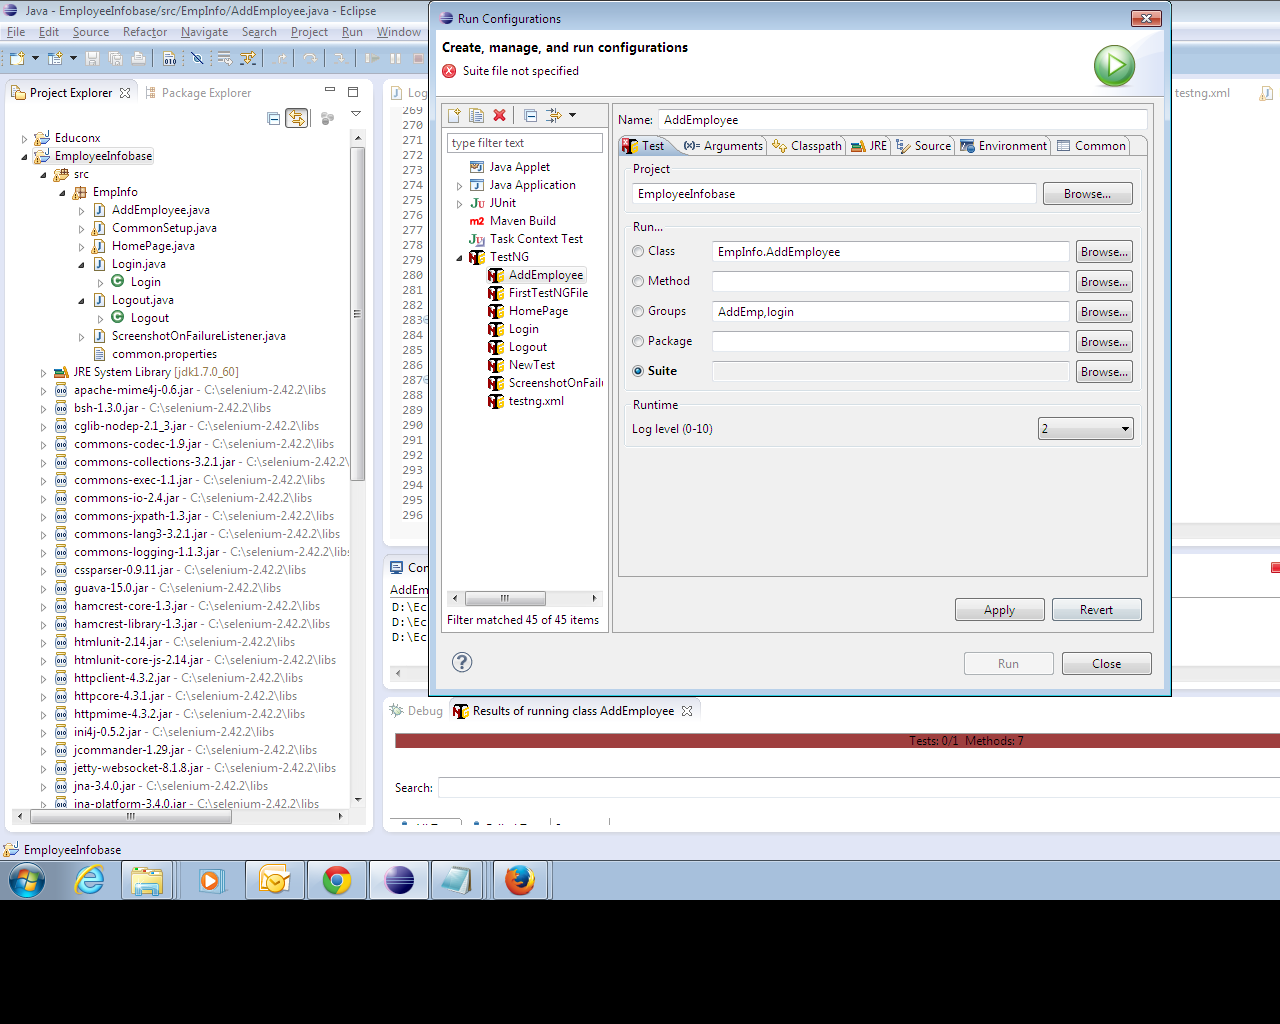 Java - EmployeeInfobase/src/EmpInfo/AddEmployee.java - Eclipse
File Edit Source Refactor Navigate Search Project Run Window
Project Explorer
Package Explorer
Educonx
EmployeeInfobase
src
EmpInfo
AddEmployee.java
CommonSetup.java
HomePage.java
Login.java
Login
Logout.java
Logout
ScreenshotOnFailureListener.java
common.properties
JRE System Library [jdk1.7.0_60]
apache-mime4j-0.6.jar - C:\selenium-2.42.2\libs
bsh-1.3.0.jar - C:\selenium-2.42.2\libs
cglib-nodep-2.1_3.jar - C:\selenium-2.42.2\libs
commons-codec-1.9.jar - C:\selenium-2.42.2\libs
commons-collections-3.2.1.jar - C:\selenium-2.42.2\
commons-exec-1.1.jar - C:\selenium-2.42.2\libs
commons-io-2.4.jar - C:\selenium-2.42.2\libs
commons-jxpath-1.3.jar - C:\selenium-2.42.2\libs
commons-lang3-3.2.1.jar - C:\selenium-2.42.2\libs
commons-logging-1.1.3.jar - C:\selenium-2.42.2\libs
cssparser-0.9.11.jar - C:\selenium-2.42.2\libs
guava-15.0.jar - C:\selenium-2.42.2\libs
hamcrest-core-1.3.jar - C:\selenium-2.42.2\libs
hamcrest-library-1.3.jar - C:\selenium-2.42.2\libs
htmlunit-2.14.jar - C:\selenium-2.42.2\libs
htmlunit-core-js-2.14.jar - C:\selenium-2.42.2\libs
httpclient-4.3.2.jar - C:\selenium-2.42.2\libs
httpcore-4.3.1.jar - C:\selenium-2.42.2\libs
httpmime-4.3.2.jar - C:\selenium-2.42.2\libs
ini4j-0.5.2.jar - C:\selenium-2.42.2\libs
jcommander-1.29.jar - C:\selenium-2.42.2\libs
jetty-websocket-8.1.8.jar - C:\selenium-2.42.2\libs
jna-3.4.0.jar - C:\selenium-2.42.2\libs
jna-platform-3.4.0.jar - C:\selenium-2.42.2\libs
EmployeeInfobase
Log
269
270
271
272
273
274
275
276
277
278
279
280
281
282
283
284
285
286
287
288
289
290
291
292
293
294
295
296
Con
AddEm
D:\Ec
D:\Ec
D:\Ec
testng.xml
Run Configurations
Create, manage, and run configurations
Suite file not specified
type filter text
Java Applet
Java Application
JUnit
Maven Build
Task Context Test
TestNG
AddEmployee
FirstTestNGFile
HomePage
Login
Logout
NewTest
ScreenshotOnFail
testng.xml
Filter matched 45 of 45 items
Name: AddEmployee
Test Arguments Classpath JRE Source Environment Common
Project
EmployeeInfobase Browse...
Run...
Class EmpInfo.AddEmployee Browse...
Method Browse...
Groups AddEmp,login Browse...
Package Browse...
Suite Browse...
Runtime
Log level (0-10) 2
Apply Revert
Run Close
Debug Results of running class AddEmployee
Tests: 0/1 Methods: 7
Search: